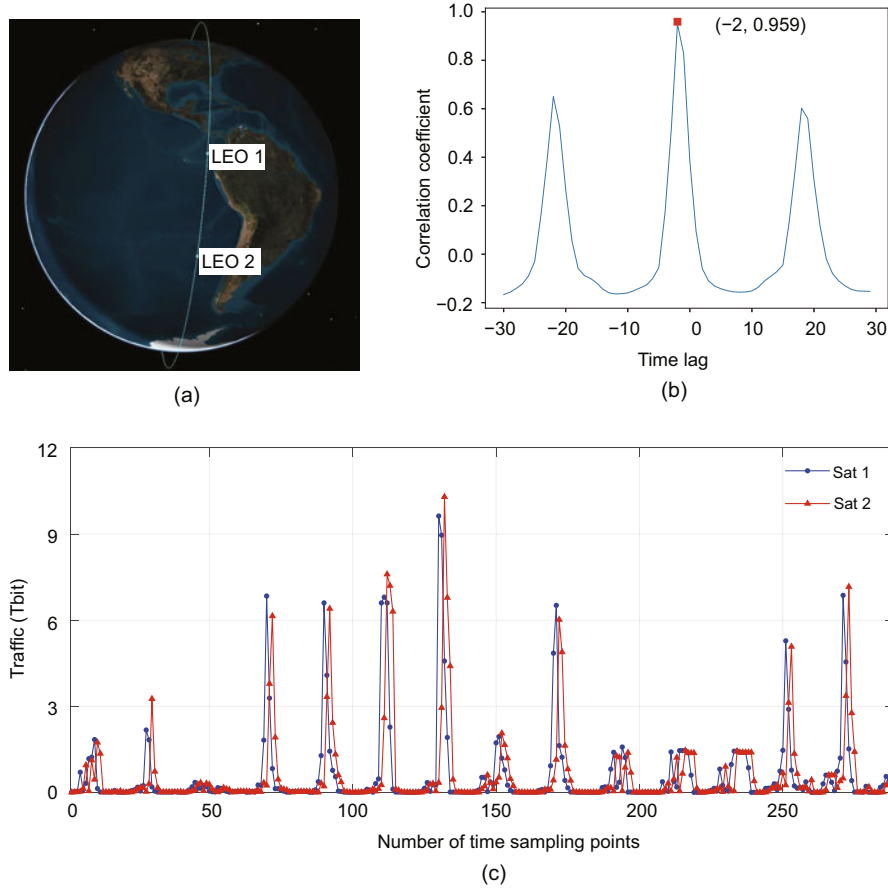 LEO 1
LEO 2
(a)
1.0
0.8
0.6
0.4
0.2
0.0
−0.2
Correlation coefficient
(−2, 0.959)
−30
−20
−10
0
10
20
30
Time lag
(b)
12
9
6
3
0
Traffic (Tbit)
Sat 1
Sat 2
0
50
100
150
200
250
Number of time sampling points
(c)